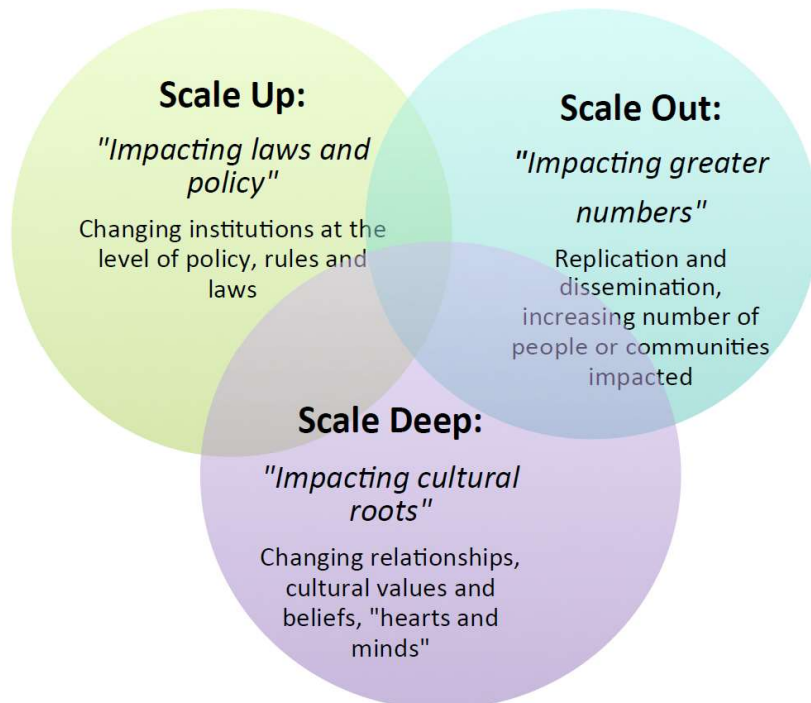 Scale Up:
"Impacting laws and
policy"
Changing institutions at the
level of policy, rules and
laws
Scale Out:
"Impacting greater
numbers"
Replication and
dissemination,
increasing number of
people or communities
impacted
Scale Deep:
"Impacting cultural
roots"
Changing relationships,
cultural values and
beliefs, "hearts and
minds"